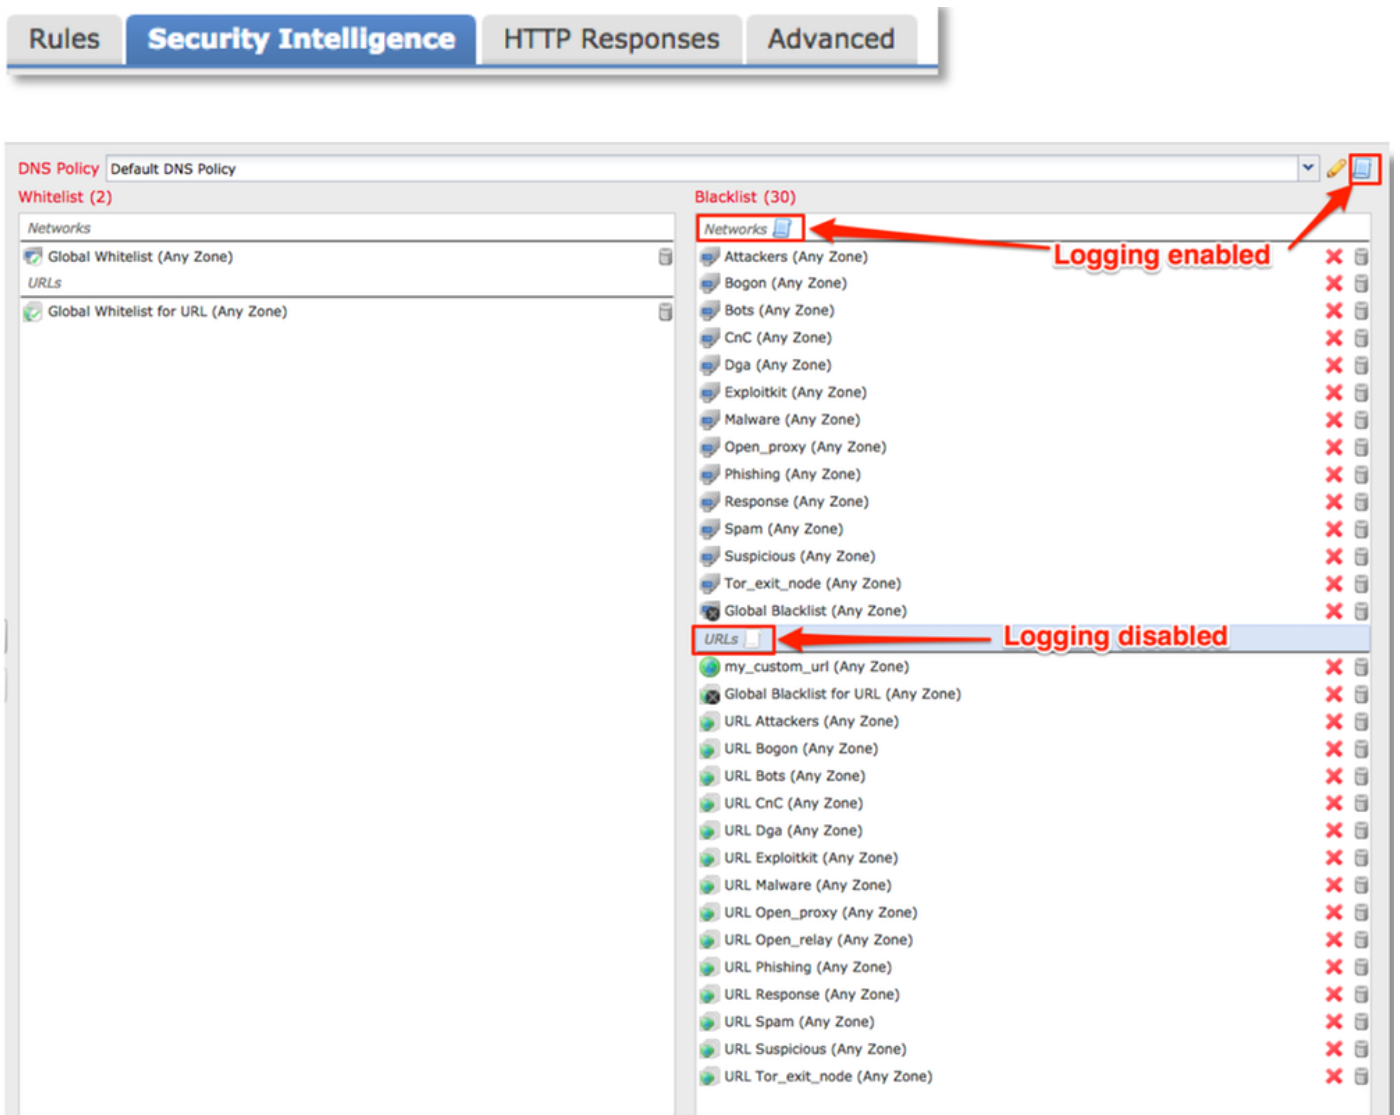 Rules Security Intelligence HTTP Responses Advanced
DNS Policy Default DNS Policy
Whitelist (2)
Networks
Global Whitelist (Any Zone)
URLs
Global Whitelist for URL (Any Zone)
Blacklist (30)
Networks
Logging enabled
Attackers (Any Zone)
Bogon (Any Zone)
Bots (Any Zone)
CnC (Any Zone)
Dga (Any Zone)
Exploitkit (Any Zone)
Malware (Any Zone)
Open_proxy (Any Zone)
Phishing (Any Zone)
Response (Any Zone)
Spam (Any Zone)
Suspicious (Any Zone)
Tor_exit_node (Any Zone)
Global Blacklist (Any Zone)
URLs
Logging disabled
my_custom_url (Any Zone)
Global Blacklist for URL (Any Zone)
URL Attackers (Any Zone)
URL Bogon (Any Zone)
URL Bots (Any Zone)
URL CnC (Any Zone)
URL Dga (Any Zone)
URL Exploitkit (Any Zone)
URL Malware (Any Zone)
URL Open_proxy (Any Zone)
URL Open_relay (Any Zone)
URL Phishing (Any Zone)
URL Response (Any Zone)
URL Spam (Any Zone)
URL Suspicious (Any Zone)
URL Tor_exit_node (Any Zone)